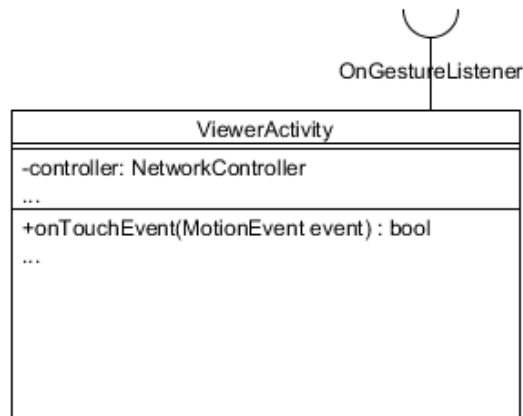 OnGestureListener
ViewerActivity
-controller: NetworkController
...
+onTouchEvent(MotionEvent event) : bool
...